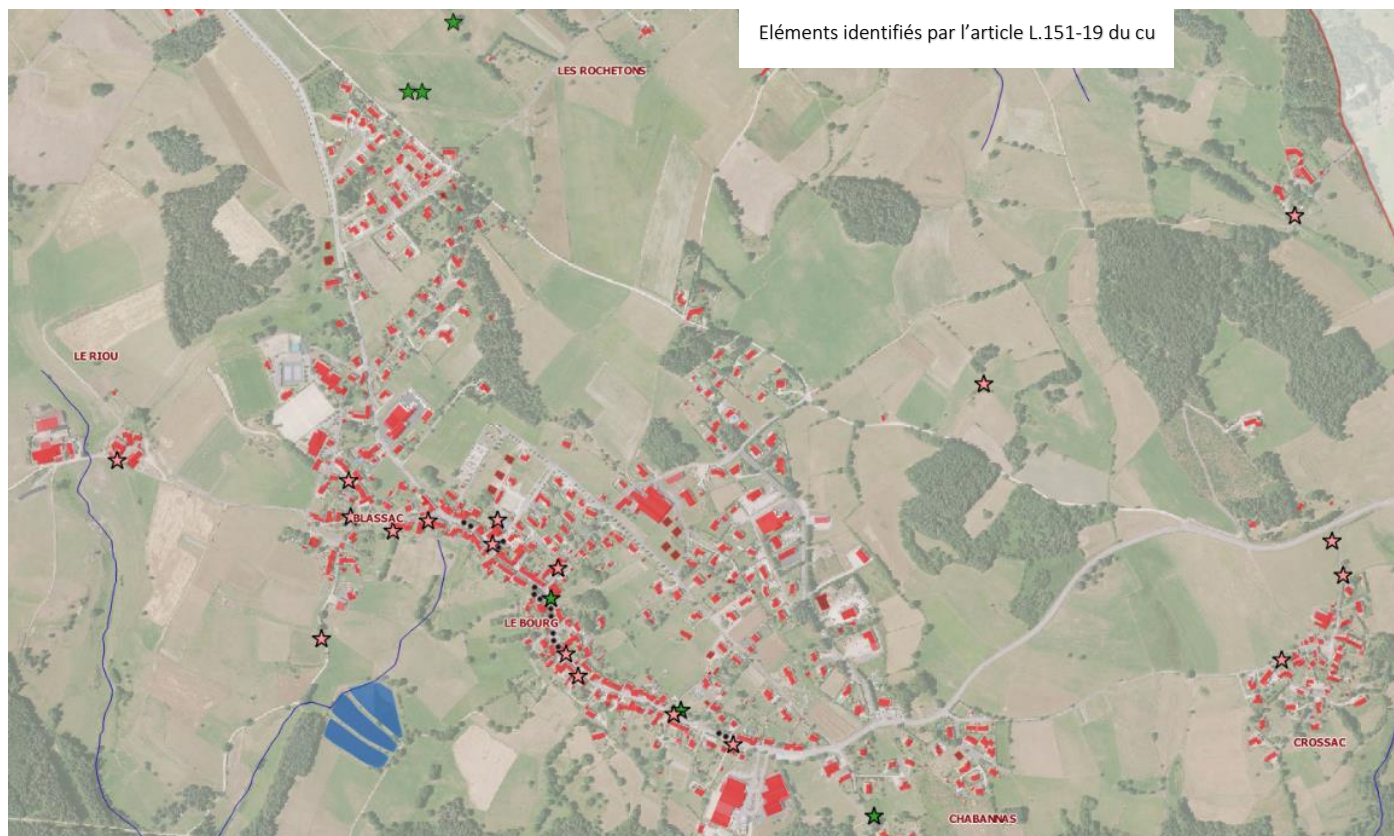 Eléments identifiés par l’article L.151-19 du cu
LES ROCHETONS
LE RIOU
BLASSAC
LE BOURG
CROSSAC
CHABANNAS